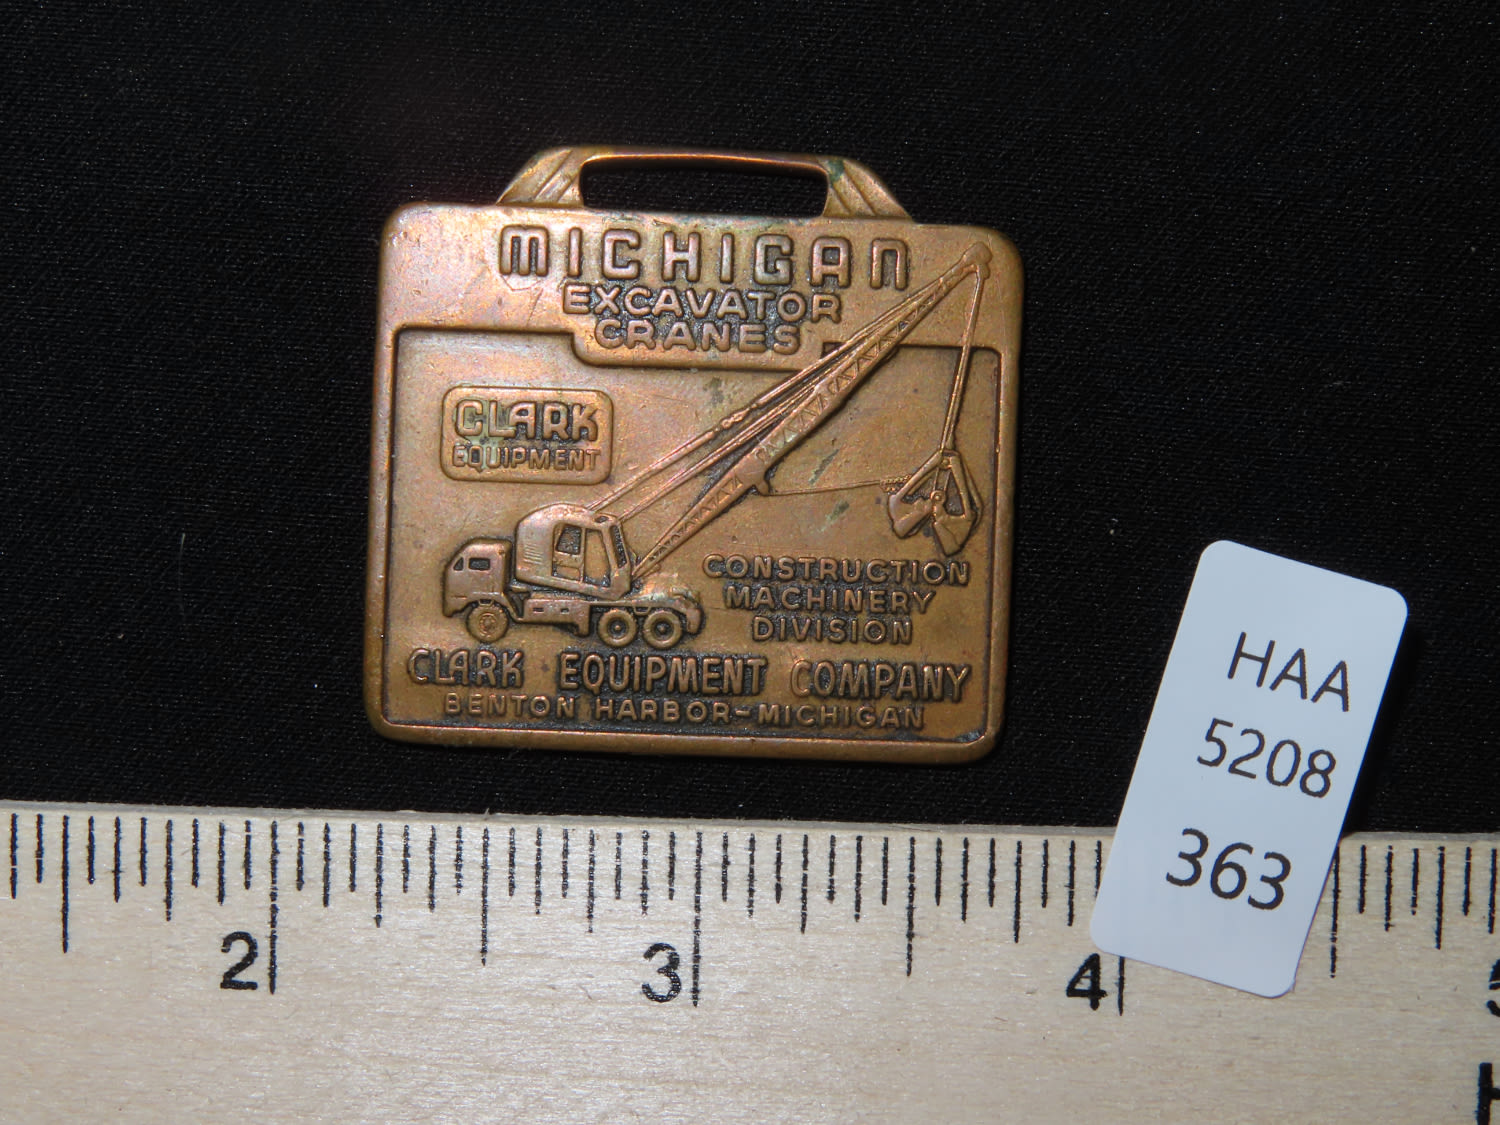 MICHIGAN
EXCAVATOR
CRANES
CLARK
EQUIPMENT
CONSTRUCTION
MACHINERY
DIVISION
CLARK EQUIPMENT COMPANY
BENTON HARBOR-MICHIGAN
HAA
5208
363
2 3 4